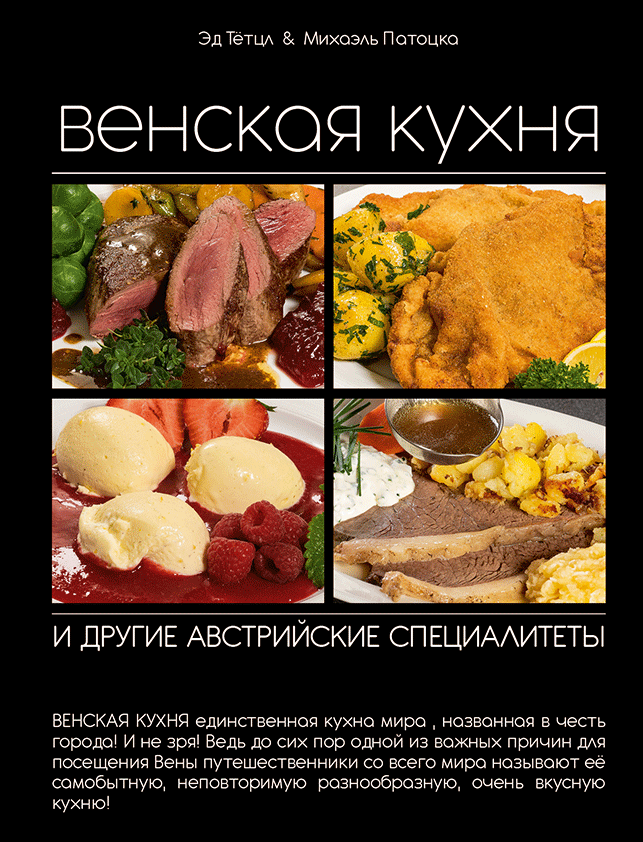 Эд Тётцл & Михаэль Патоцка
ВЕНСКАЯ КУХНЯ
И ДРУГИЕ АВСТРИЙСКИЕ СПЕЦИАЛИТЕТЫ
ВЕНСКАЯ КУХНЯ единственная кухна мира , названная в честь
города! И не зря! Ведь до сих пор одной из важных причин для
посещения Вены путешественники со всего мира называют её
самобытную, неповторимую разнообразную, очень вкусную
кухню!